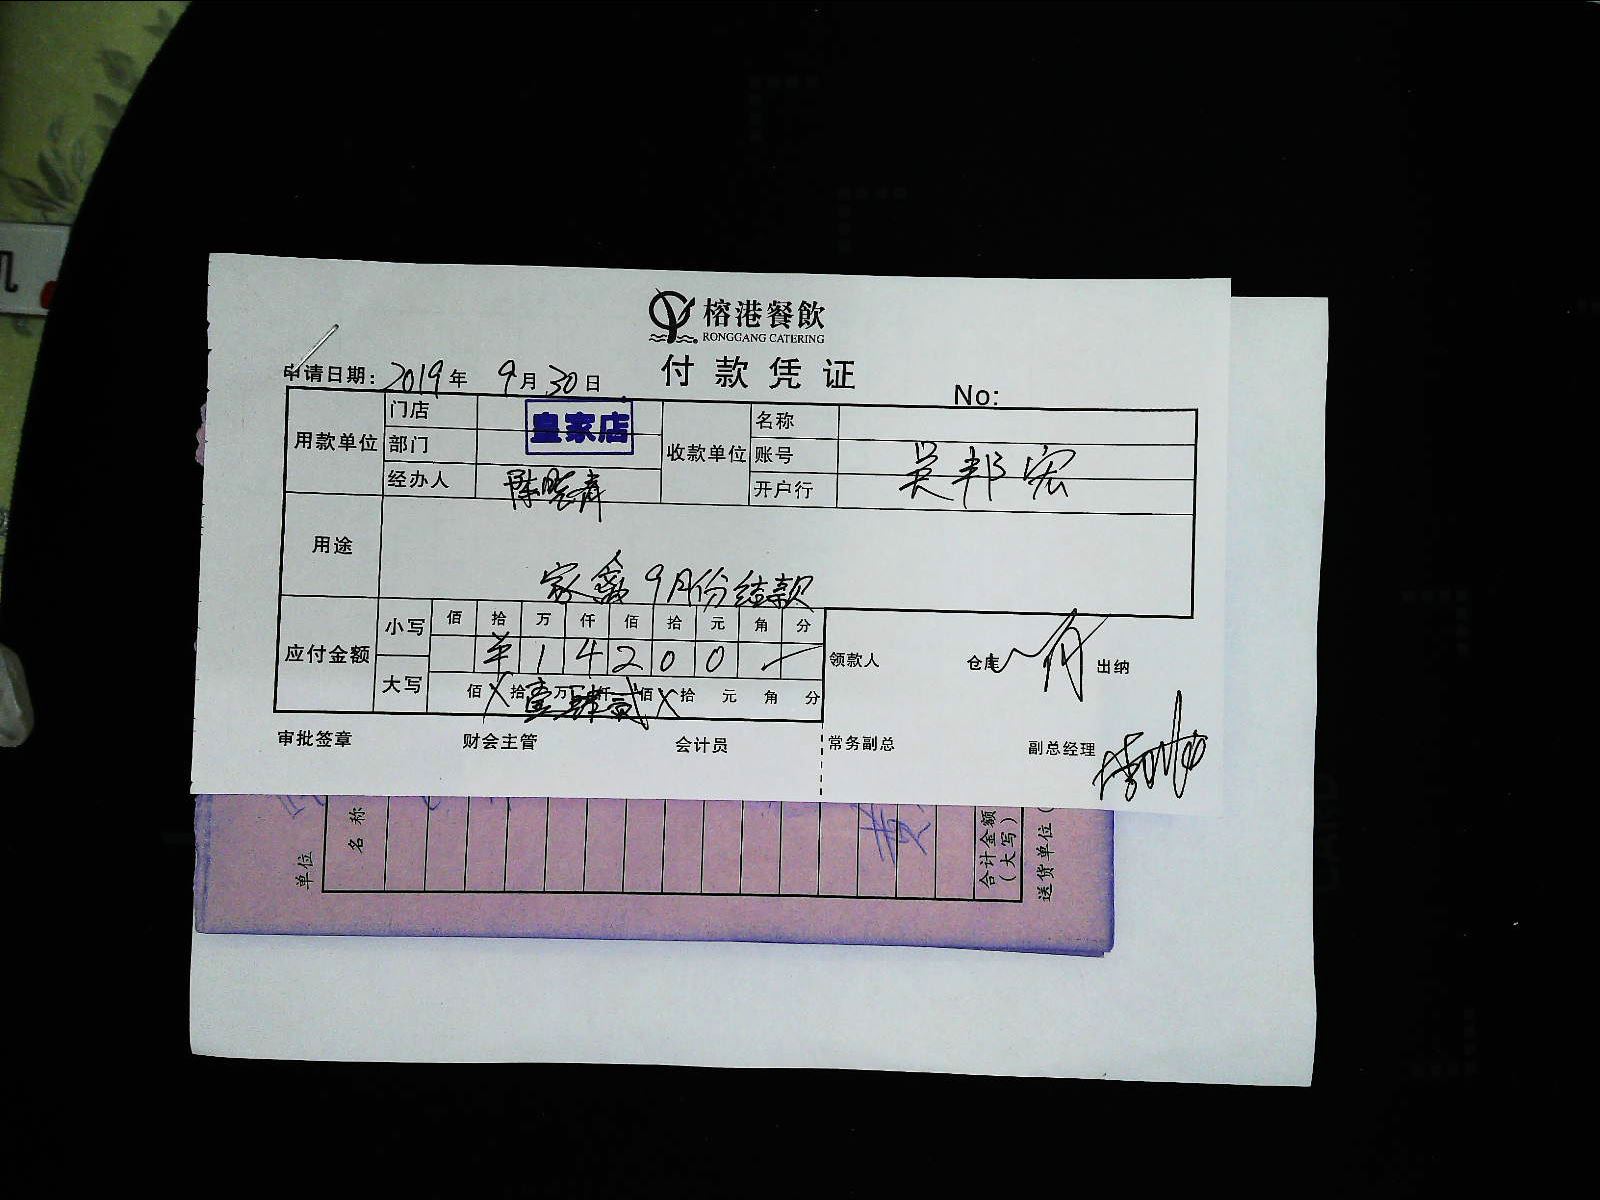 榕港餐飲
RONGGANG CATERING
付款凭证
申请日期：2019年 9月30日
No:
用款单位 门店 皇家店 收款单位 名称
部门 账号 吴邦宏
经办人 陈晓青 开户行
用途 家鑫9月份结款
应付金额 小写 佰 拾 万 仟 佰 拾 元 角 分
¥ 1 4 2 0 0 —
大写 佰 X 拾 壹 万 肆 仟 贰 佰 X 拾 元 角 分
领款人 仓库 出纳
审批签章 财会主管 会计员 常务副总 副总经理
单位
名称
合计金额
（大写）
送货单位（